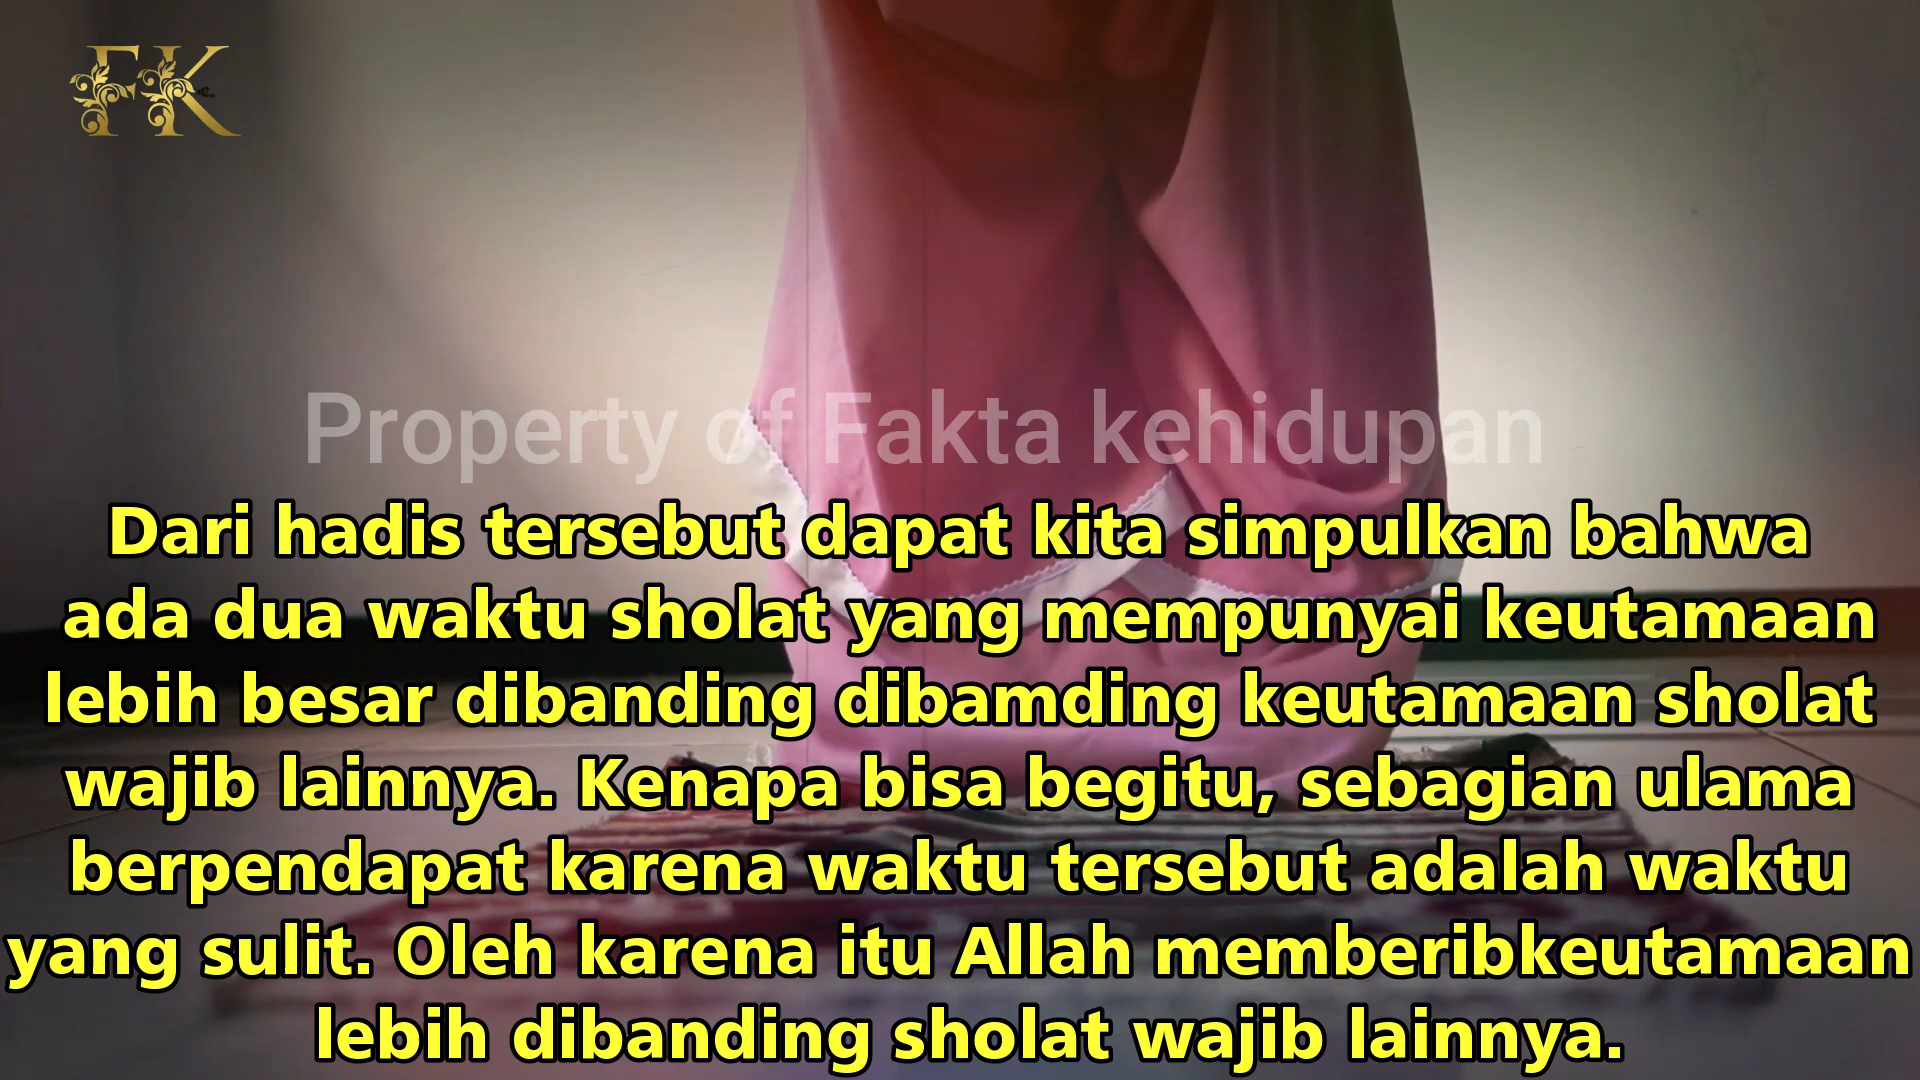 FK
Property of Fakta kehidupan
Dari hadis tersebut dapat kita simpulkan bahwa
ada dua waktu sholat yang mempunyai keutamaan
lebih besar dibanding dibamding keutamaan sholat
wajib lainnya. Kenapa bisa begitu, sebagian ulama
berpendapat karena waktu tersebut adalah waktu
yang sulit. Oleh karena itu Allah memberibkeutamaan
lebih dibanding sholat wajib lainnya.